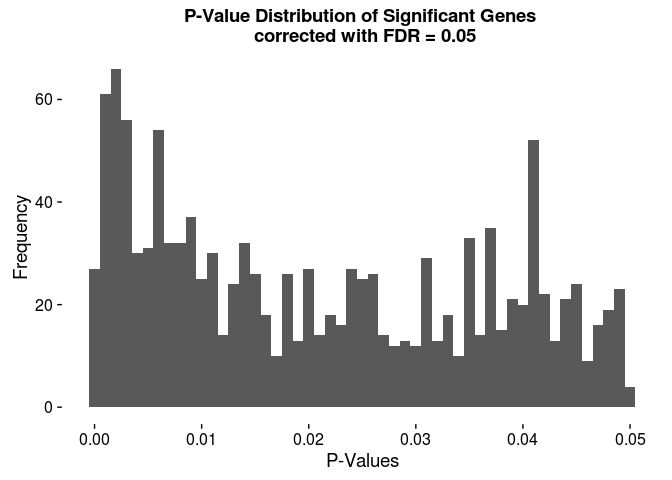 P-Value Distribution of Significant Genes
corrected with FDR = 0.05
Frequency
60
40
20
0
0.00 0.01 0.02 0.03 0.04 0.05
P-Values